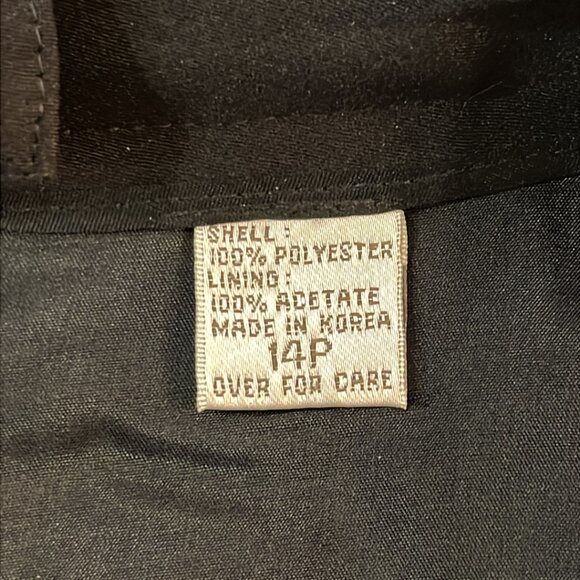 SHELL:
100% POLYESTER
LINING:
100% ACETATE
MADE IN KOREA
14P
OVER FOR CARE